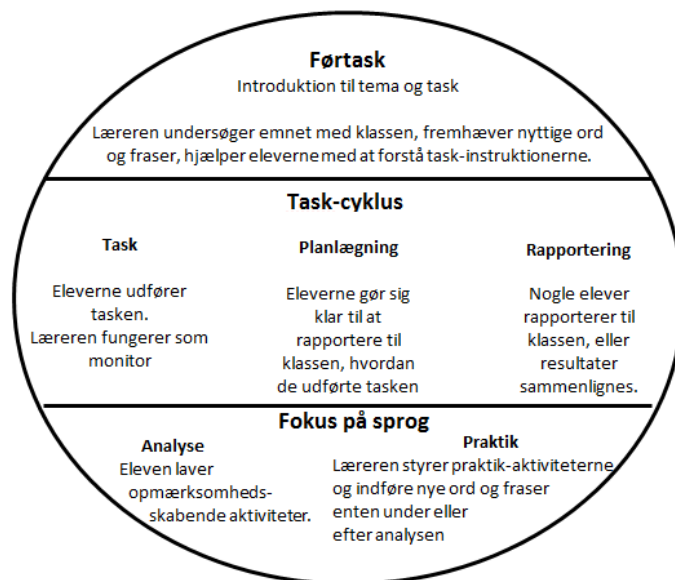 Førtask
Introduktion til tema og task
Læreren undersøger emnet med klassen, fremhæver nyttige ord
og fraser, hjælper eleverne med at forstå task-instruktionerne.
Task-cyklus
Task
Eleverne udfører
tasken.
Læreren fungerer som
monitor
Planlægning
Eleverne gør sig
klar til at
rapportere til
klassen, hvordan
de udførte tasken
Rapportering
Nogle elever
rapporterer til
klassen, eller
resultater
sammenlignes.
Fokus på sprog
Analyse
Eleven laver
opmærksomheds-
skabende aktiviteter.
Praktik
Læreren styrer praktik-aktiviteterne
og indføre nye ord og fraser
enten under eller
efter analysen